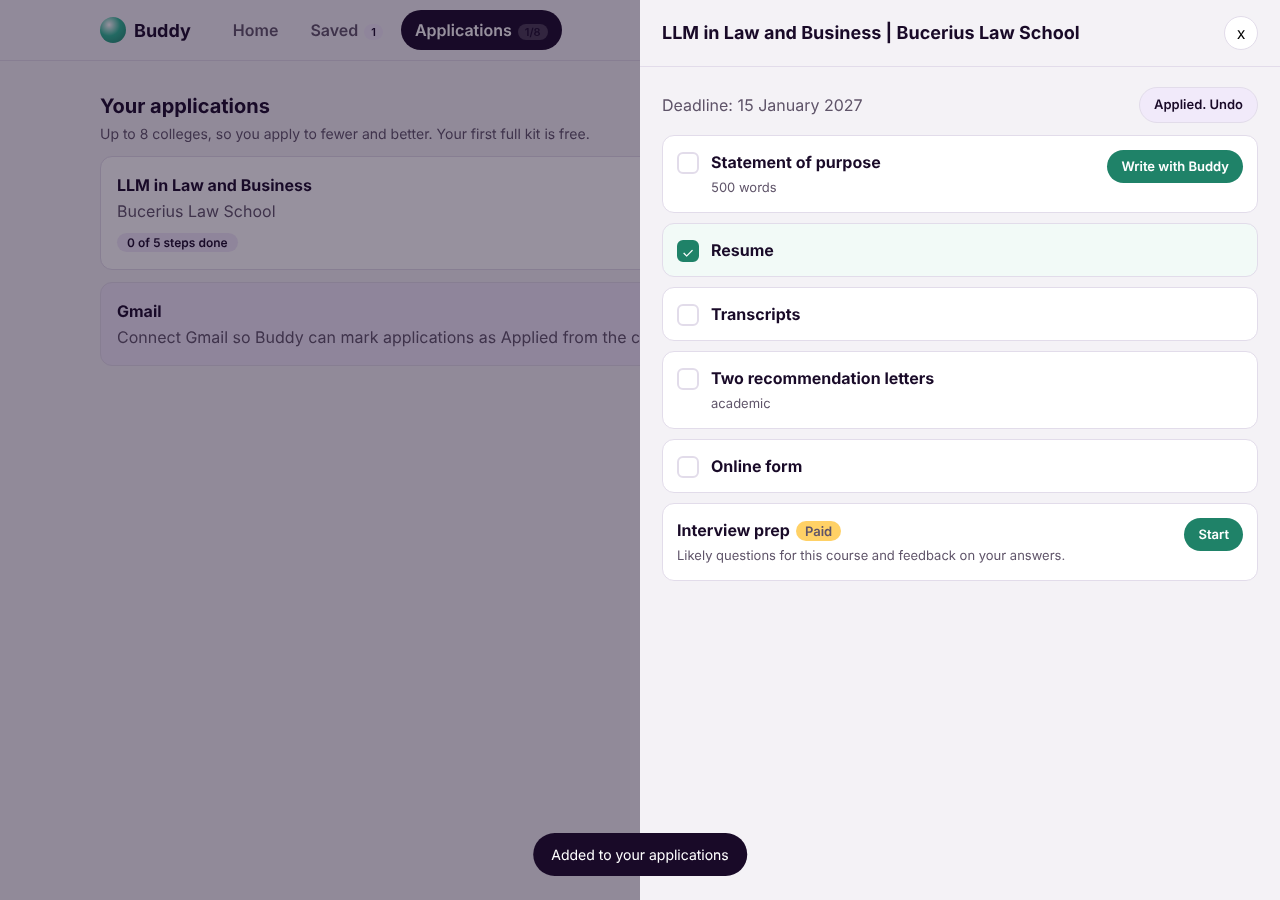 Buddy
Home
Saved 1
Applications 1/8
Your applications
Up to 8 colleges, so you apply to fewer and better. Your first full kit is free.
LLM in Law and Business
Bucerius Law School
0 of 5 steps done
Gmail
Connect Gmail so Buddy can mark applications as Applied from the c
LLM in Law and Business | Bucerius Law School
x
Deadline: 15 January 2027
Applied. Undo
Statement of purpose
500 words
Write with Buddy
Resume
Transcripts
Two recommendation letters
academic
Online form
Interview prep Paid
Likely questions for this course and feedback on your answers.
Start
Added to your applications